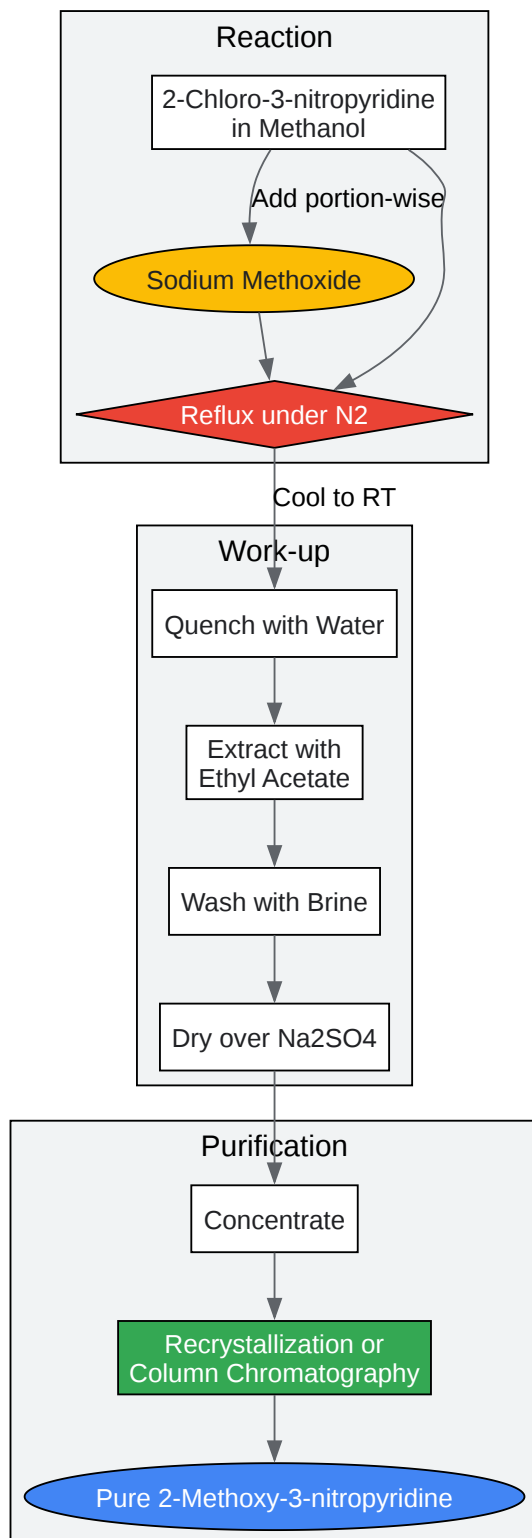 Reaction
2-Chloro-3-nitropyridine
in Methanol
Add portion-wise
Sodium Methoxide
Reflux under N2
Cool to RT
Work-up
Quench with Water
Extract with
Ethyl Acetate
Wash with Brine
Dry over Na2SO4
Purification
Concentrate
Recrystallization or
Column Chromatography
Pure 2-Methoxy-3-nitropyridine